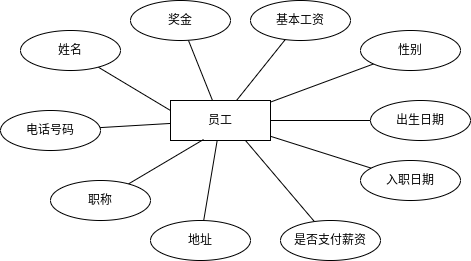 奖金
基本工资
姓名
性别
员工
出生日期
电话号码
入职日期
职称
地址
是否支付薪资